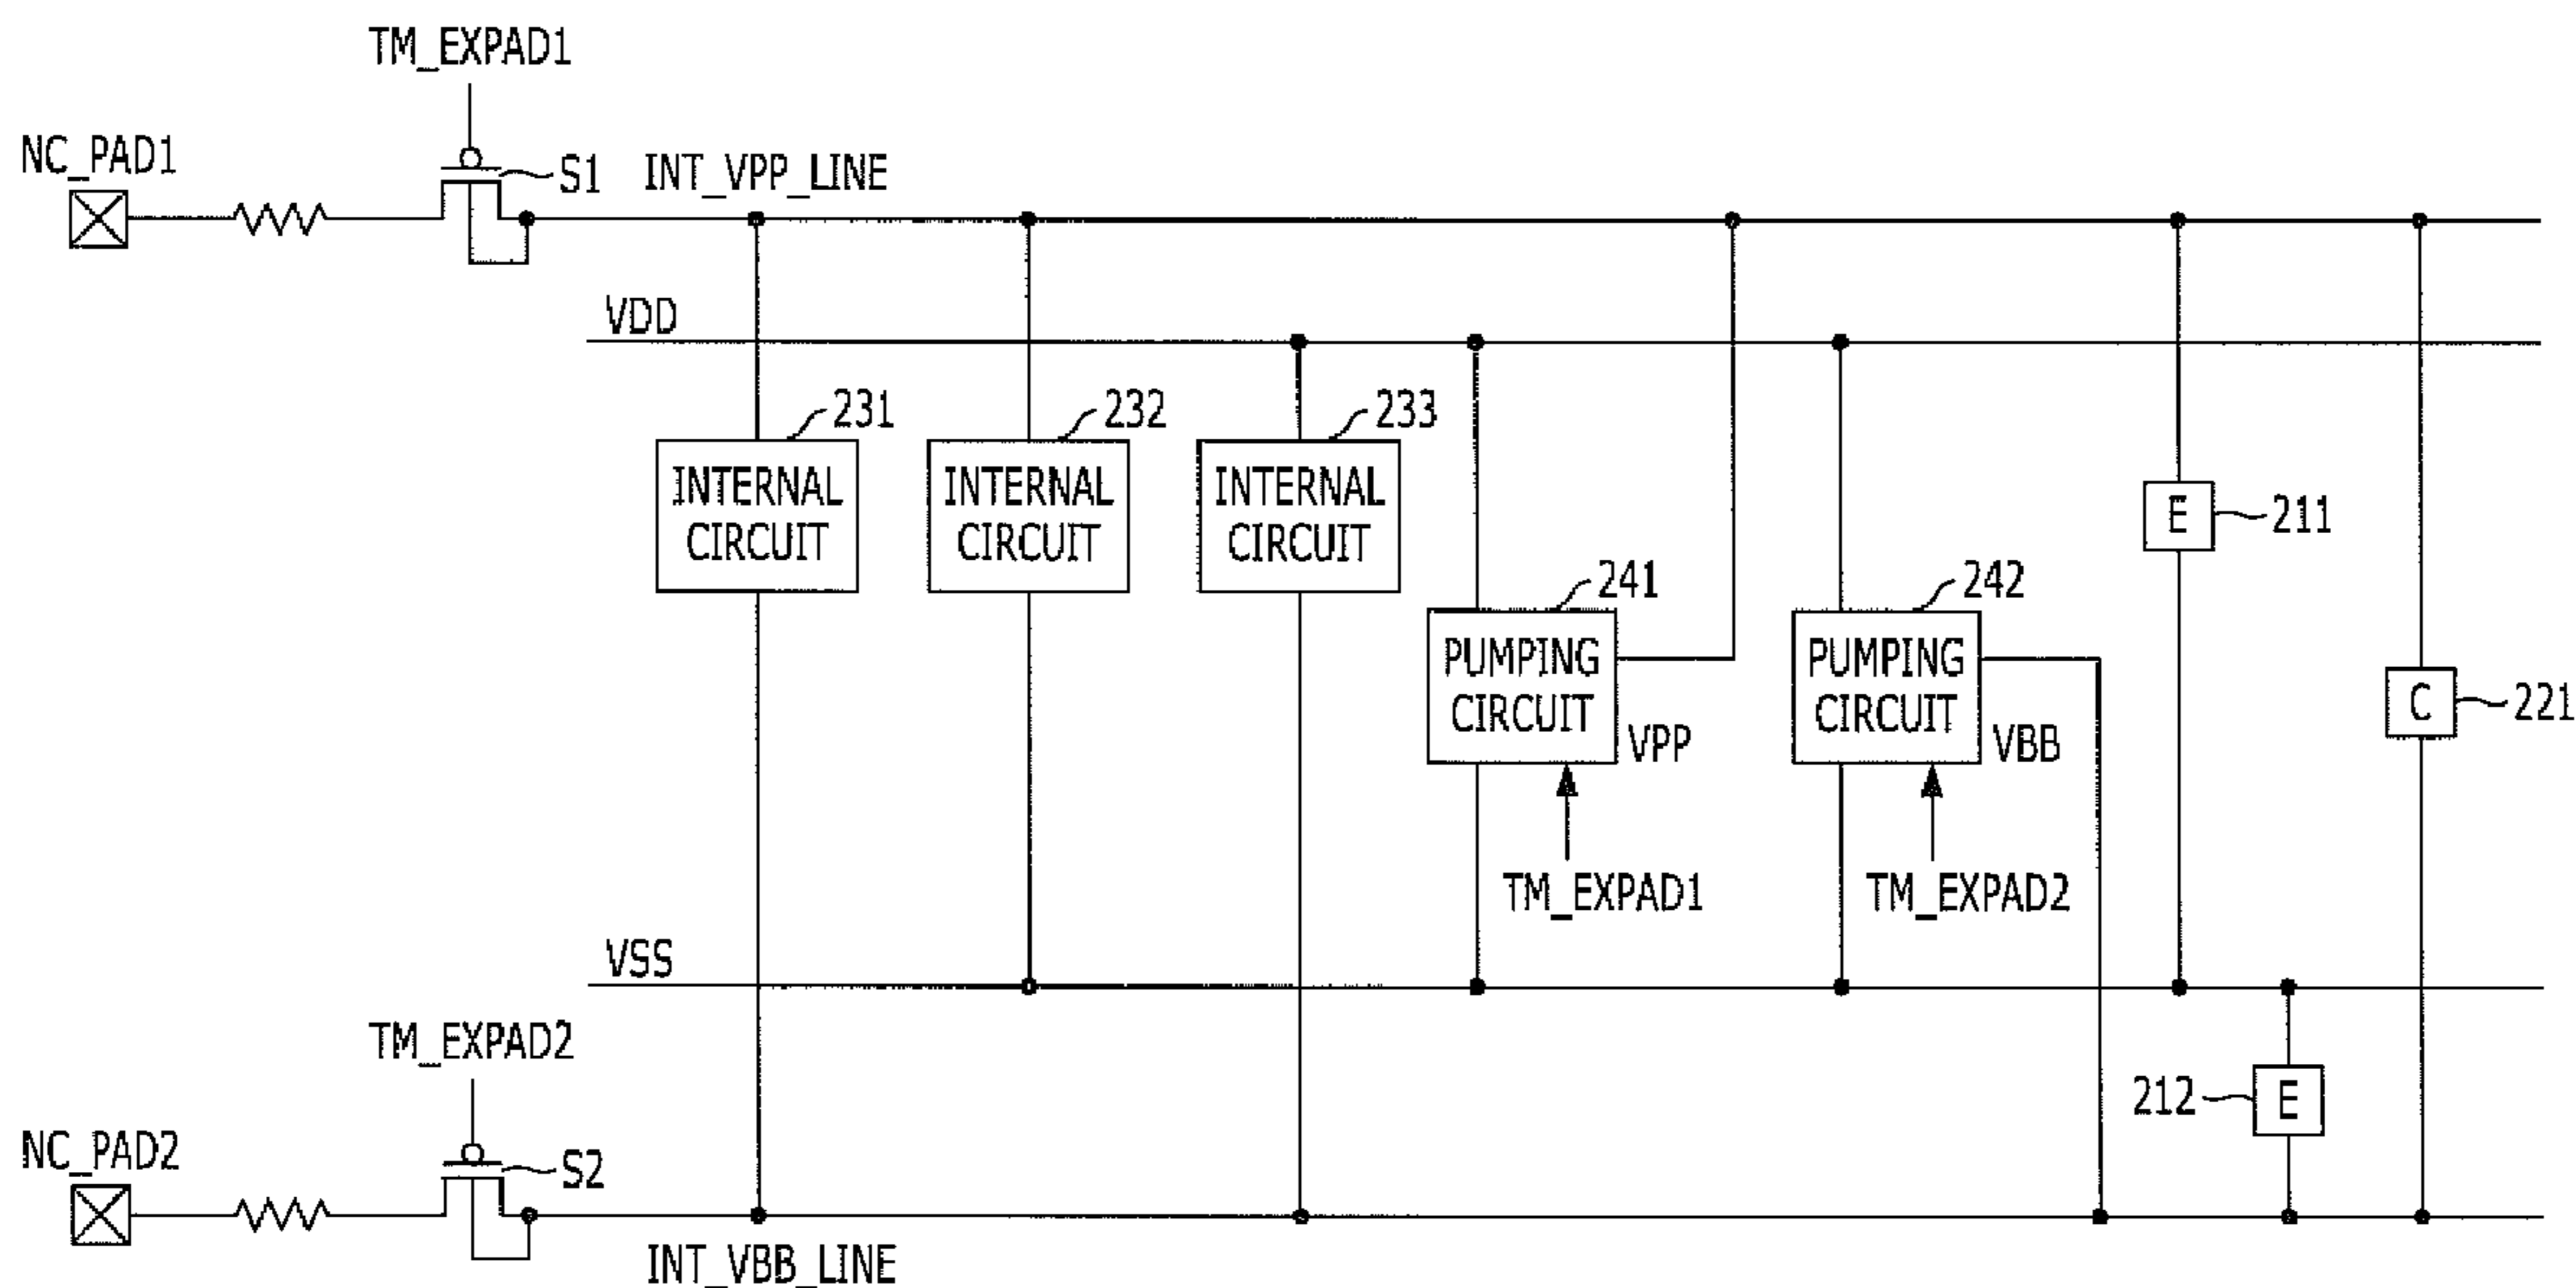 TM_EXPAD1
NC_PAD1
S1
INT_VPP_LINE
VDD
231
232
233
INTERNAL
CIRCUIT
INTERNAL
CIRCUIT
INTERNAL
CIRCUIT
E
211
241
242
PUMPING
CIRCUIT
VPP
PUMPING
CIRCUIT
VBB
C
221
TM_EXPAD1
TM_EXPAD2
VSS
TM_EXPAD2
212
E
NC_PAD2
S2
INT_VBB_LINE